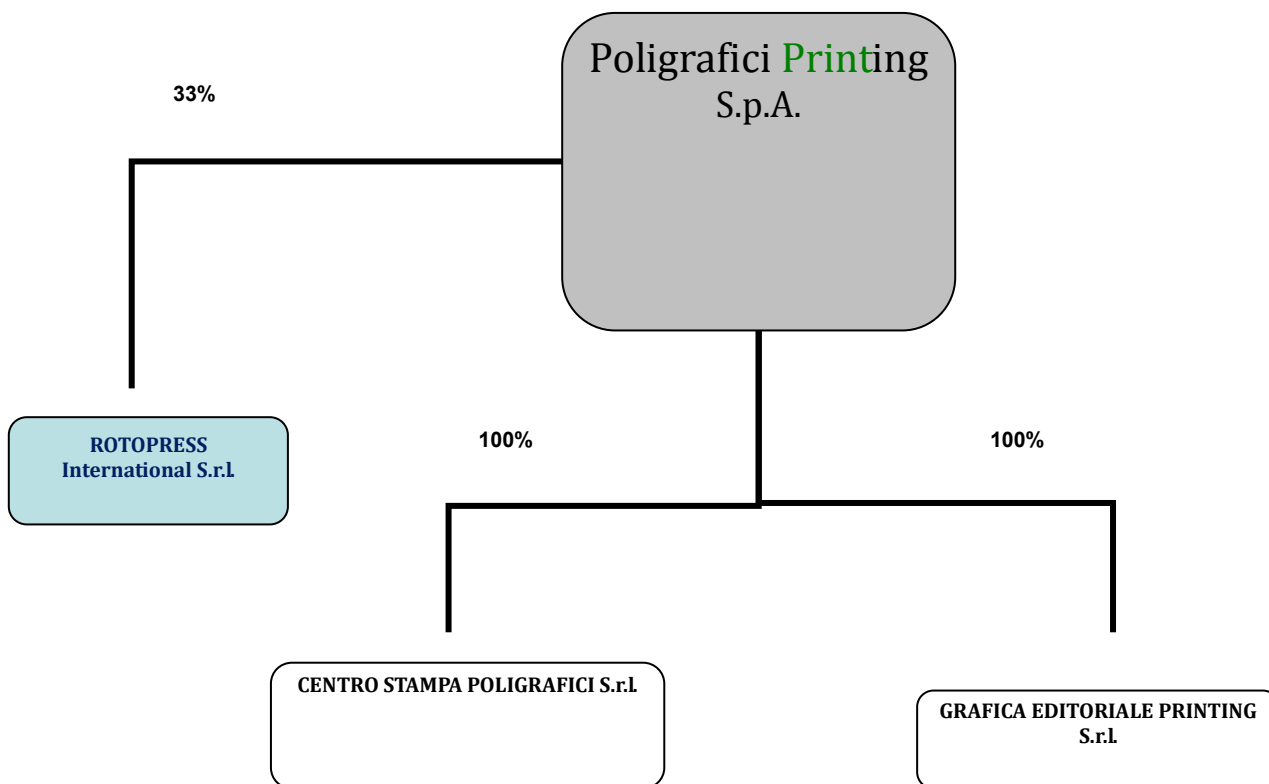 Poligrafici Printing
S.p.A.
33%
ROTOPRESS
International S.r.l.
100%
100%
CENTRO STAMPA POLIGRAFICI S.r.l.
GRAFICA EDITORIALE PRINTING
S.r.l.